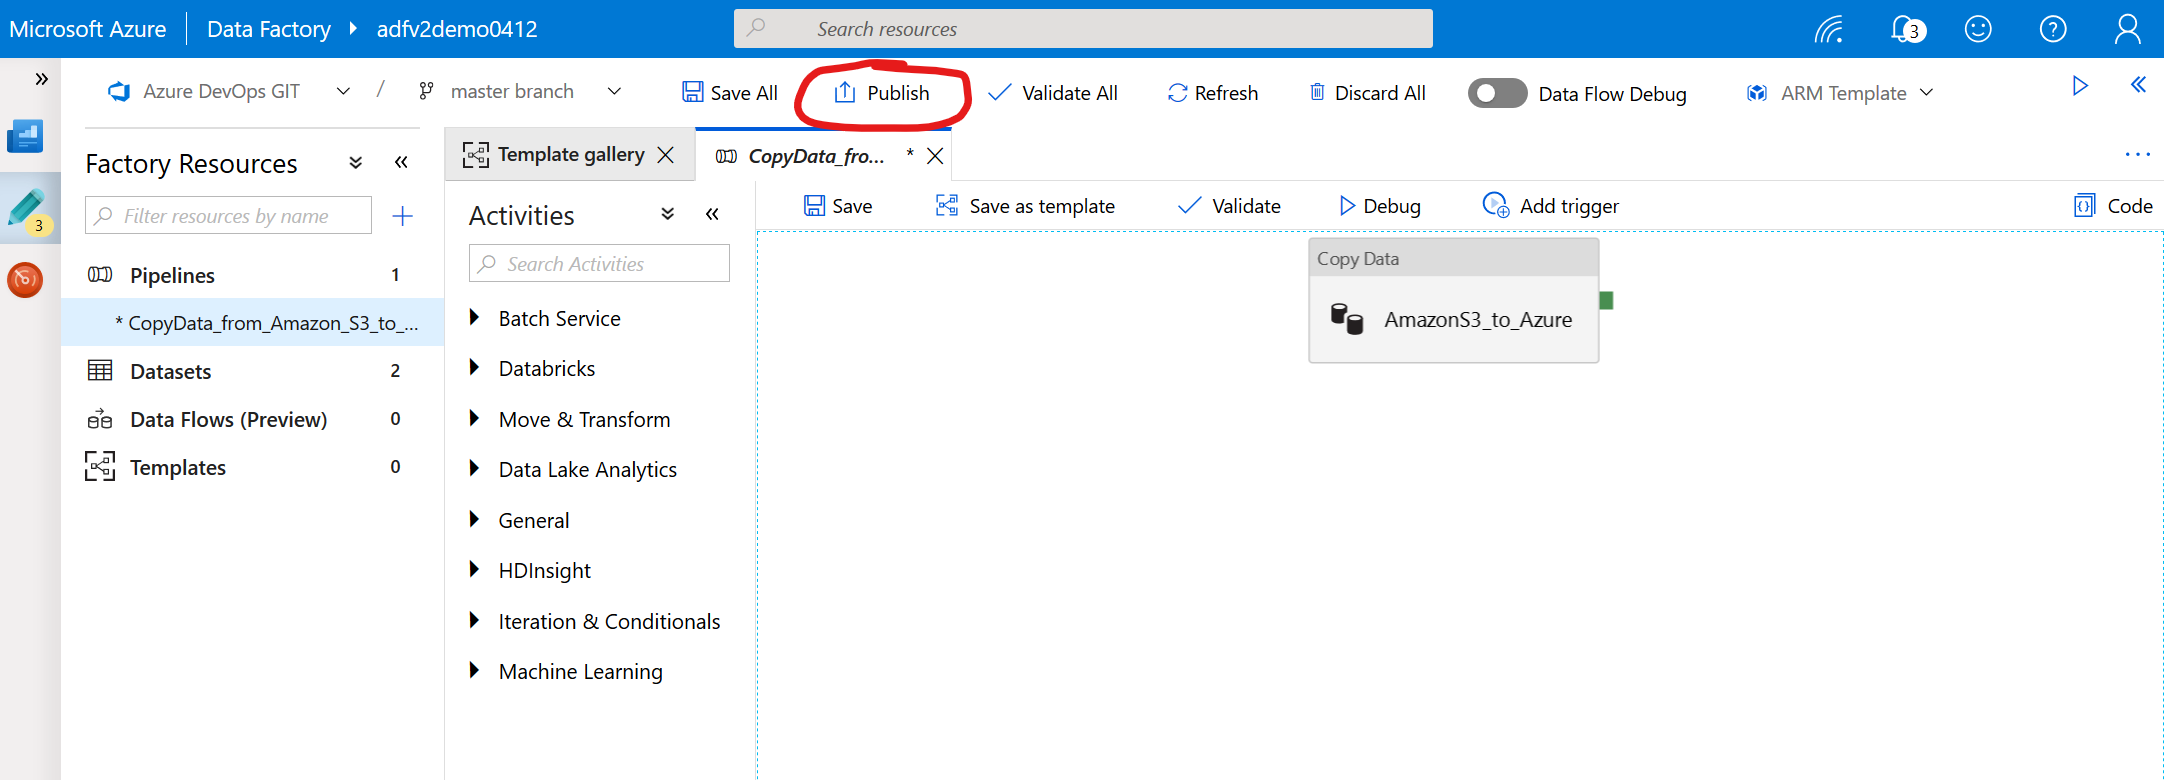 Microsoft Azure Data Factory adfv2demo0412 Search resources 3
Azure DevOps GIT / master branch Save All Publish Validate All Refresh Discard All Data Flow Debug ARM Template
3
Factory Resources
Filter resources by name
Pipelines 1
* CopyData_from_Amazon_S3_to_...
Datasets 2
Data Flows (Preview) 0
Templates 0
Template gallery CopyData_fro... *
Activities
Search Activities
Batch Service
Databricks
Move & Transform
Data Lake Analytics
General
HDInsight
Iteration & Conditionals
Machine Learning
Save Save as template Validate Debug Add trigger Code
Copy Data
AmazonS3_to_Azure